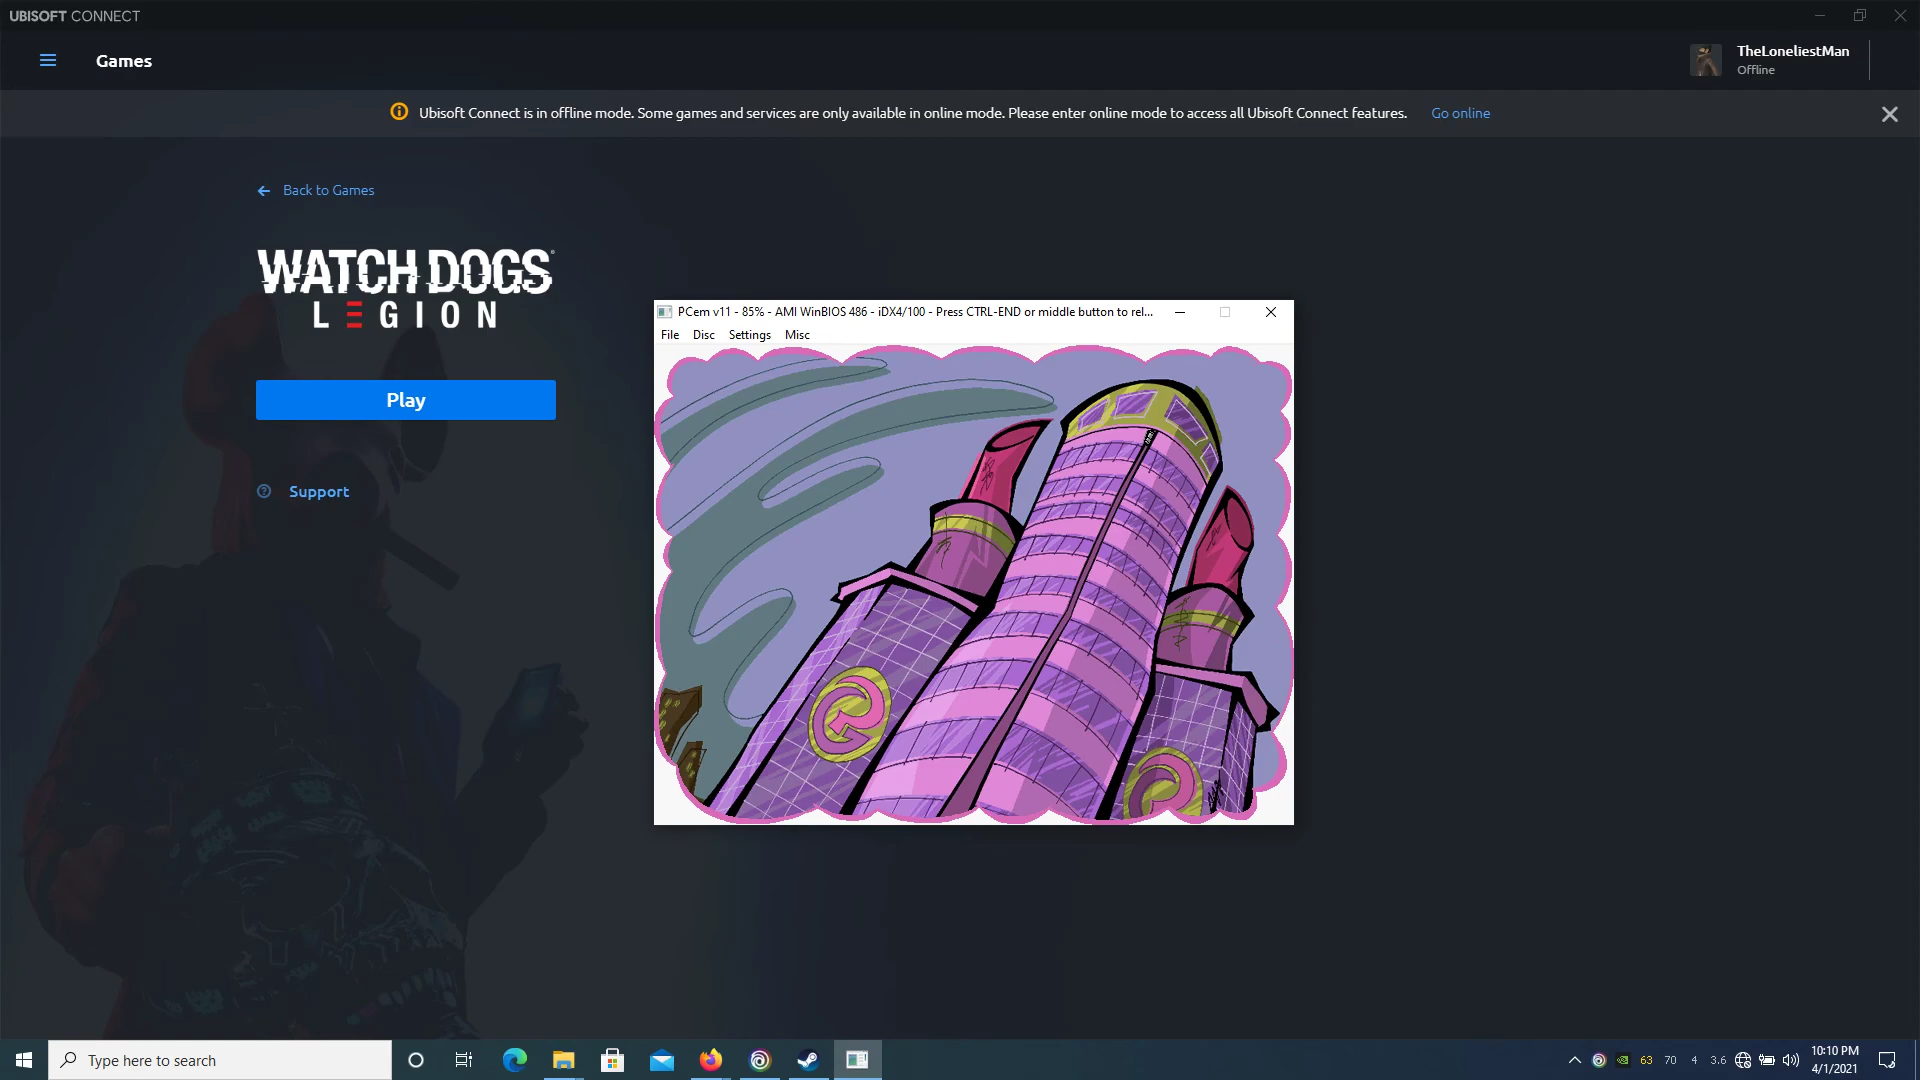 UBISOFT CONNECT
Games
TheLoneliestMan
Offline
Ubisoft Connect is in offline mode. Some games and services are only available in online mode. Please enter online mode to access all Ubisoft Connect features.
Go online
Back to Games
WATCH DOGS
LEGION
Play
Support
PCem v11 - 85% - AMI WinBIOS 486 - iDX4/100 - Press CTRL-END or middle button to rel...
File Disc Settings Misc
Type here to search
63 70 4 3.6
10:10 PM
4/1/2021